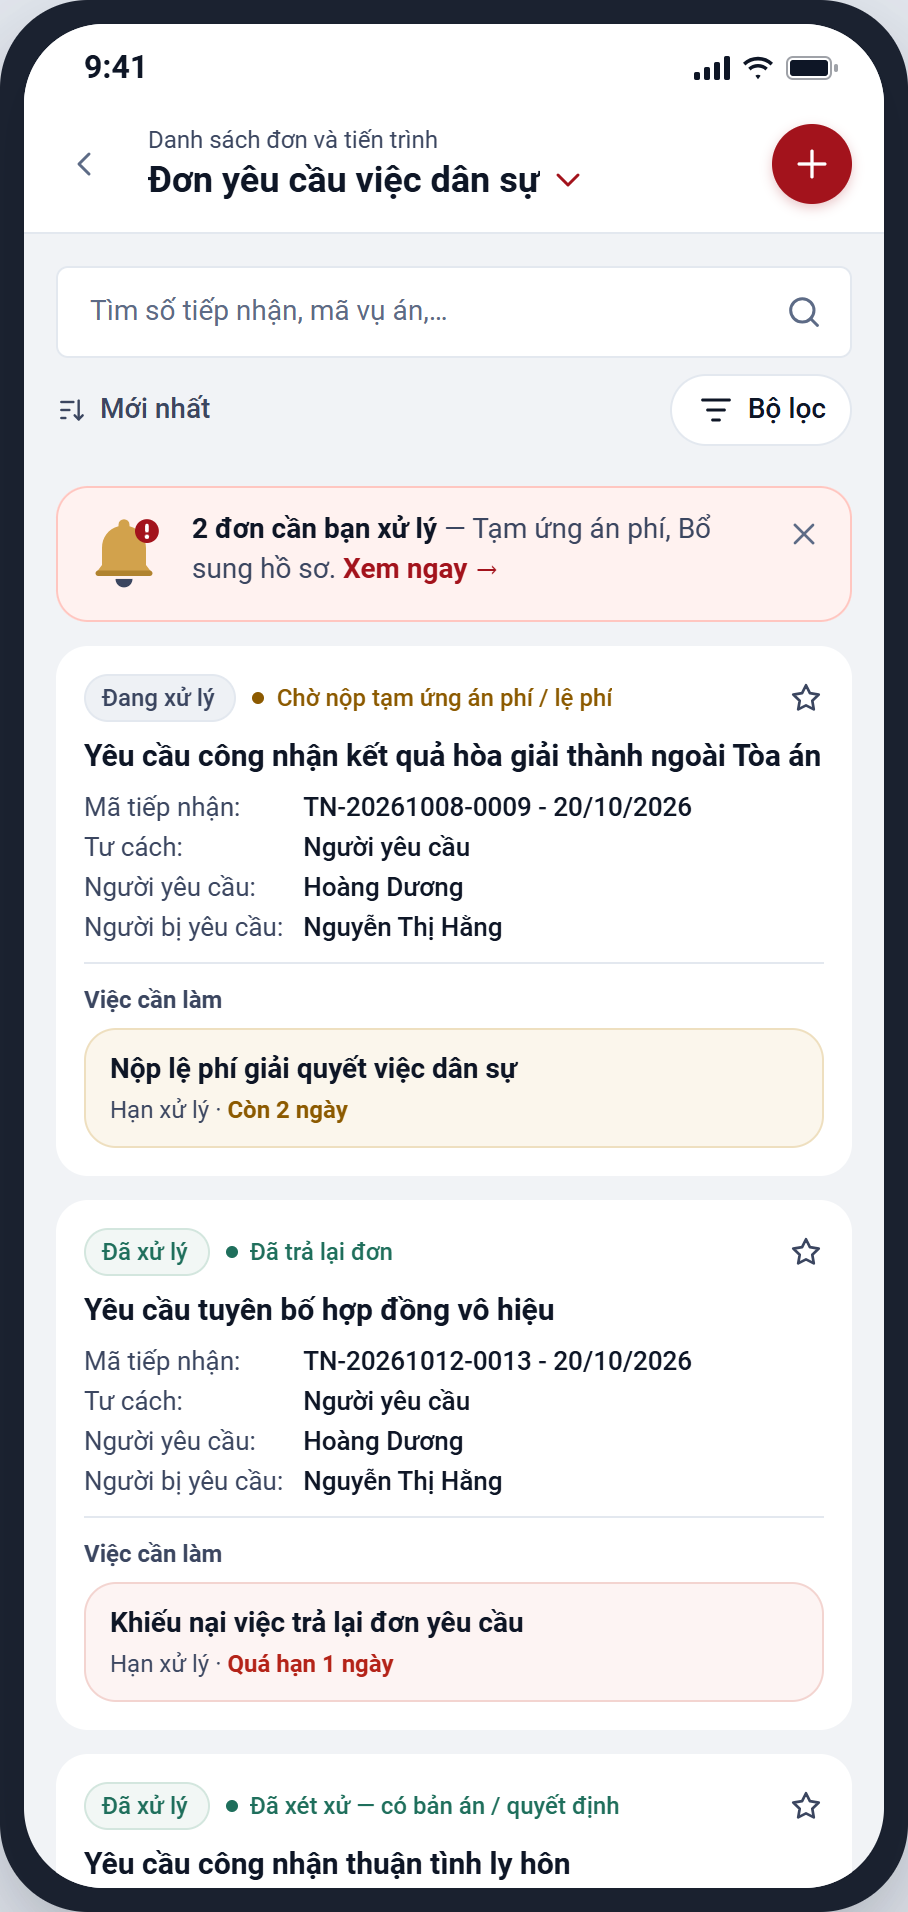 9:41
Danh sách đơn và tiến trình
Đơn yêu cầu việc dân sự
Tìm số tiếp nhận, mã vụ án,...
Mới nhất
Bộ lọc
2 đơn cần bạn xử lý — Tạm ứng án phí, Bổ
sung hồ sơ. Xem ngay →
Đang xử lý
Chờ nộp tạm ứng án phí / lệ phí
Yêu cầu công nhận kết quả hòa giải thành ngoài Tòa án
Mã tiếp nhận: TN-20261008-0009 - 20/10/2026
Tư cách: Người yêu cầu
Người yêu cầu: Hoàng Dương
Người bị yêu cầu: Nguyễn Thị Hằng
Việc cần làm
Nộp lệ phí giải quyết việc dân sự
Hạn xử lý · Còn 2 ngày
Đã xử lý
Đã trả lại đơn
Yêu cầu tuyên bố hợp đồng vô hiệu
Mã tiếp nhận: TN-20261012-0013 - 20/10/2026
Tư cách: Người yêu cầu
Người yêu cầu: Hoàng Dương
Người bị yêu cầu: Nguyễn Thị Hằng
Việc cần làm
Khiếu nại việc trả lại đơn yêu cầu
Hạn xử lý · Quá hạn 1 ngày
Đã xử lý
Đã xét xử — có bản án / quyết định
Yêu cầu công nhận thuận tình ly hôn